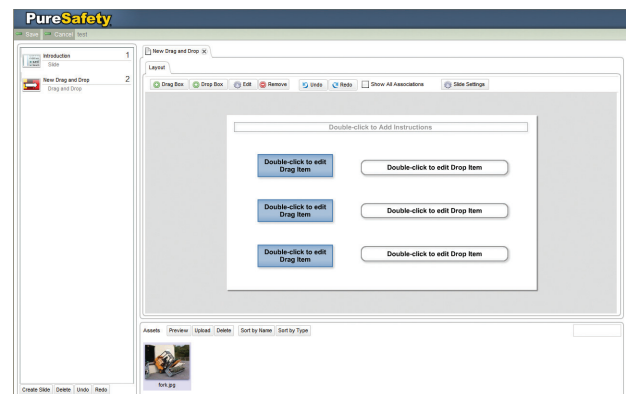 PureSafety
Save Cancel test
Introduction 1
Slide
New Drag and Drop 2
Drag and Drop
New Drag and Drop
Layout
Drag Box Drop Box Edit Remove Undo Redo Show All Associations Slide Settings
Double-click to Add Instructions
Double-click to edit
Drag Item
Double-click to edit Drop Item
Double-click to edit
Drag Item
Double-click to edit Drop Item
Double-click to edit
Drag Item
Double-click to edit Drop Item
Assets Preview Upload Delete Sort by Name Sort by Type
fork.jpg
Create Slide Delete Undo Redo